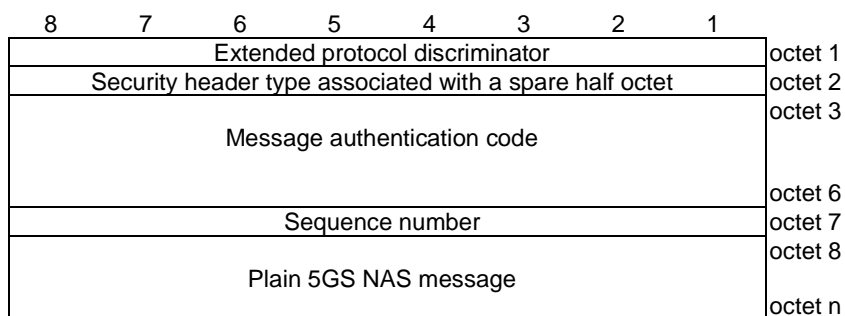 8 7 6 5 4 3 2 1
Extended protocol discriminator octet 1
Security header type associated with a spare half octet octet 2
octet 3
Message authentication code
octet 6
Sequence number octet 7
octet 8
Plain 5GS NAS message
octet n